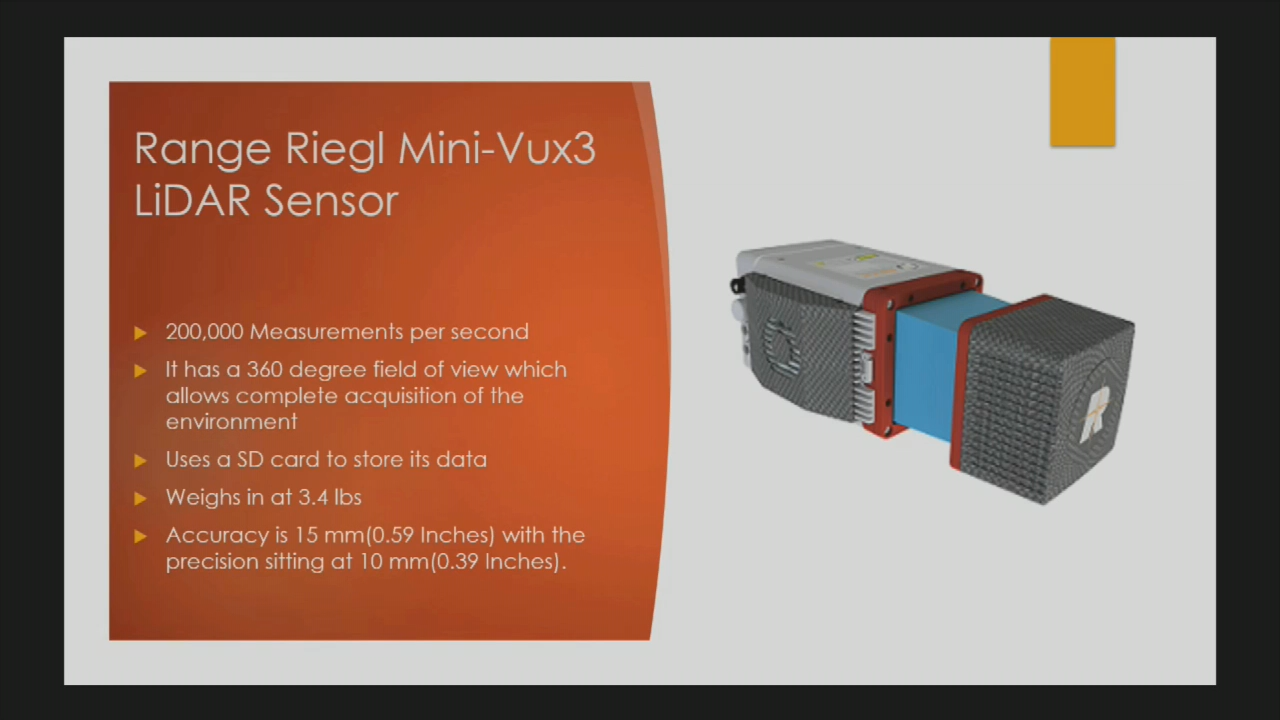 Range Riegl Mini-Vux3
LiDAR Sensor
200,000 Measurements per second
It has a 360 degree field of view which
allows complete acquisition of the
environment
Uses a SD card to store its data
Weighs in at 3.4 lbs
Accuracy is 15 mm(0.59 Inches) with the
precision sitting at 10 mm(0.39 Inches).